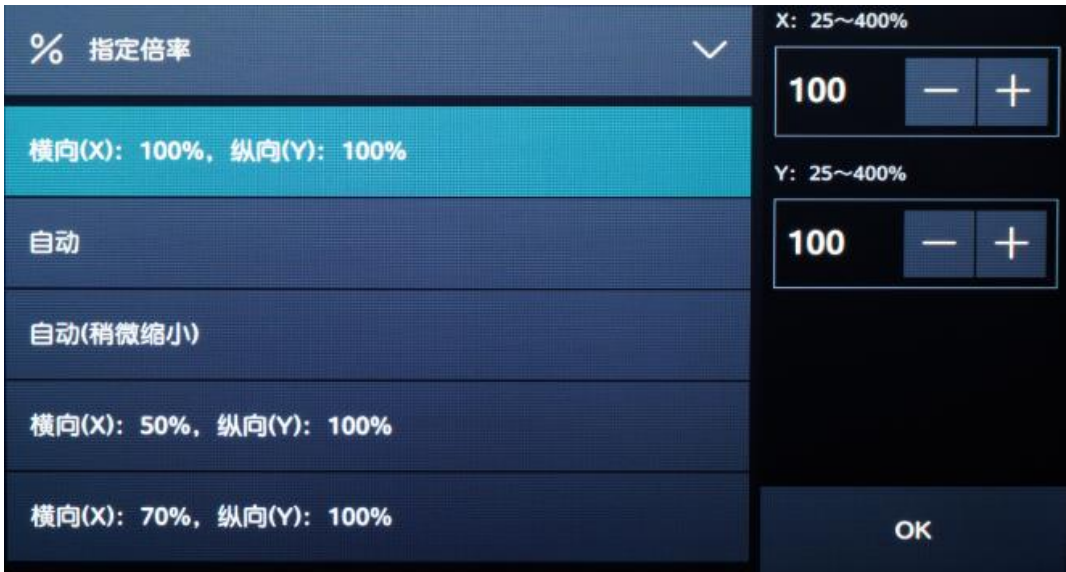 % 指定倍率
横向(X)：100%，纵向(Y)：100%
自动
自动(稍微缩小)
横向(X)：50%，纵向(Y)：100%
横向(X)：70%，纵向(Y)：100%
X：25～400%
100 － ＋
Y：25～400%
100 － ＋
OK